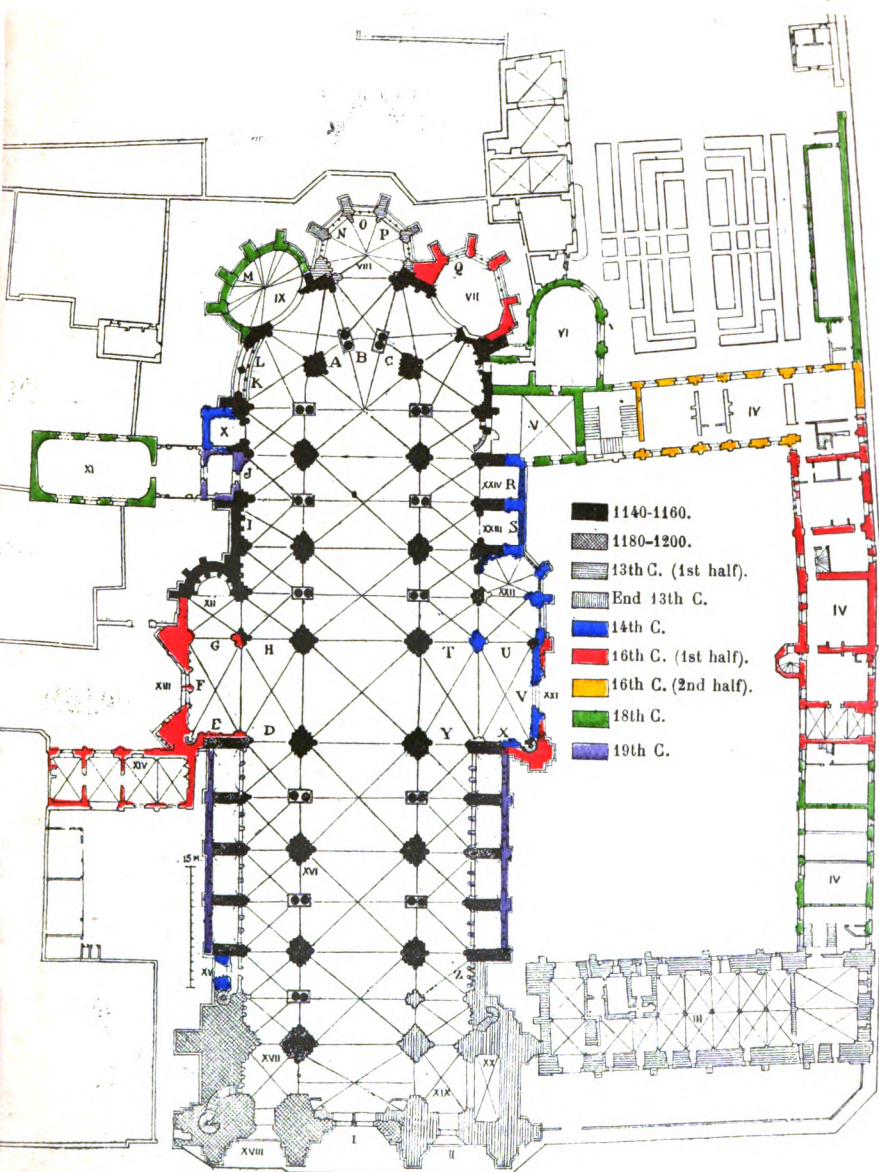 N O P
VIII
M
IX
Q
VII
VI
L
K
A B C
X
V
IV
XI
J
XXIV R
XXIII S
I
XXII
XII
G H T U
XIII F
V XXI
E D Y X
XIV
IV
1140-1160.
1180-1200.
13th C. (1st half).
End 13th C.
14th C.
16th C. (1st half).
16th C. (2nd half).
18th C.
19th C.
15 M.
XVI
IV
XV
Z
III
XVII
XX
XIX
XVIII
I
II